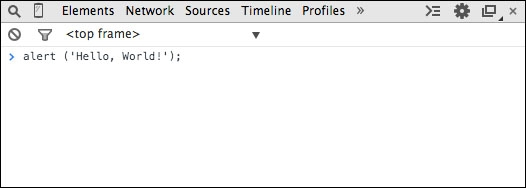 Elements Network Sources Timeline Profiles »
<top frame> ▼
> alert ('Hello, World!');